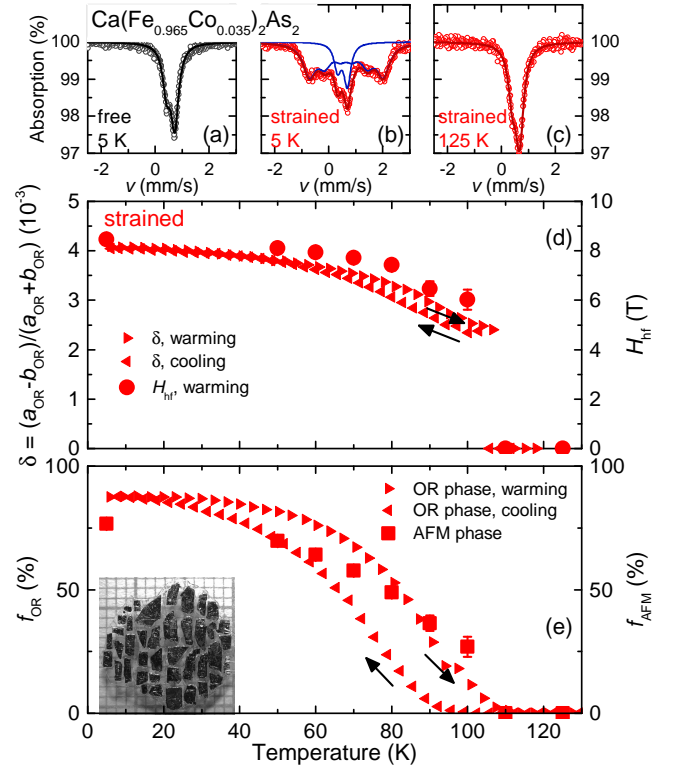 Ca(Fe0.965Co0.035)2As2
Absorption (%)
100
99
98
97
free
5 K
(a)
0
2
v (mm/s)
strained
5 K
(b)
0
2
v (mm/s)
100
99
98
97
strained
125 K
(c)
0
2
v (mm/s)
δ = (aOR-bOR)/(aOR+bOR) (10-3)
5
4
3
2
1
0
strained
(d)
δ, warming
δ, cooling
Hhf, warming
10
8
6
4
2
0
Hhf (T)
fOR (%)
100
50
0
OR phase, warming
OR phase, cooling
AFM phase
(e)
100
50
0
fAFM (%)
0
20
40
60
80
100
120
Temperature (K)